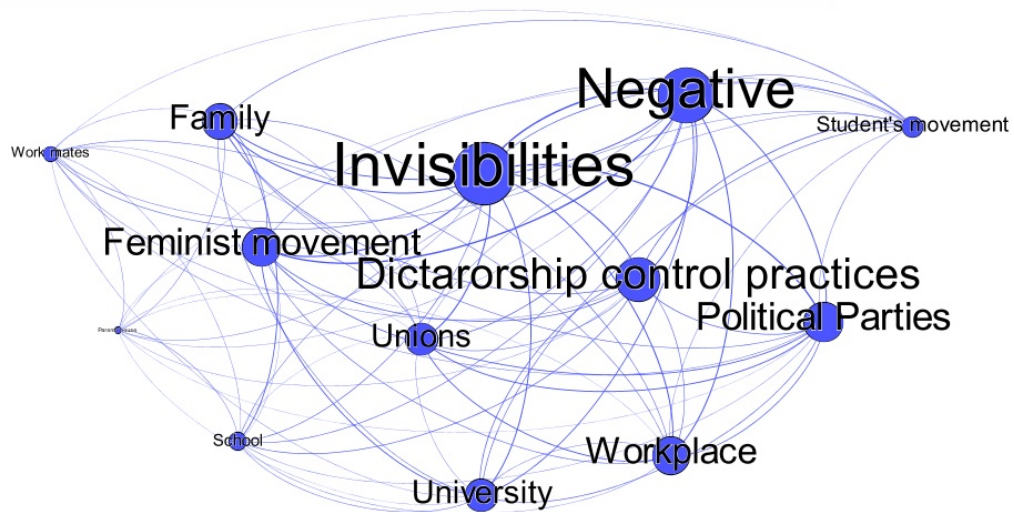 Negative
Family
Student's movement
Work mates
Invisibilities
Feminist movement
Dictarorship control practices
Political Parties
Unions
School
Workplace
University